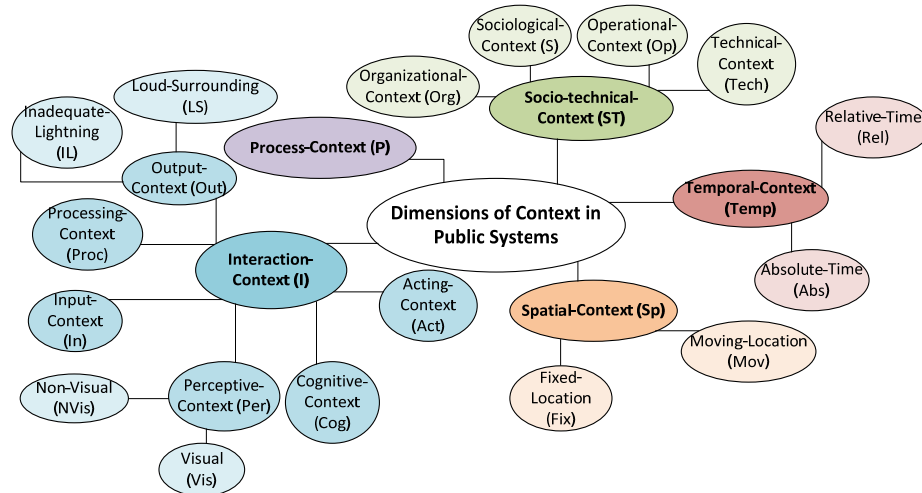 Sociological-
Context (S)
Operational-
Context (Op)
Technical-
Context
(Tech)
Organizational-
Context (Org)
Socio-technical-
Context (ST)
Loud-Surrounding
(LS)
Inadequate-
Lightning
(IL)
Output-
Context (Out)
Process-Context (P)
Relative-Time
(Rel)
Temporal-Context
(Temp)
Absolute-Time
(Abs)
Dimensions of Context in
Public Systems
Processing-
Context
(Proc)
Interaction-
Context (I)
Input-
Context
(In)
Acting-
Context
(Act)
Spatial-Context (Sp)
Moving-Location
(Mov)
Fixed-
Location
(Fix)
Non-Visual
(NVis)
Perceptive-
Context (Per)
Cognitive-
Context
(Cog)
Visual
(Vis)